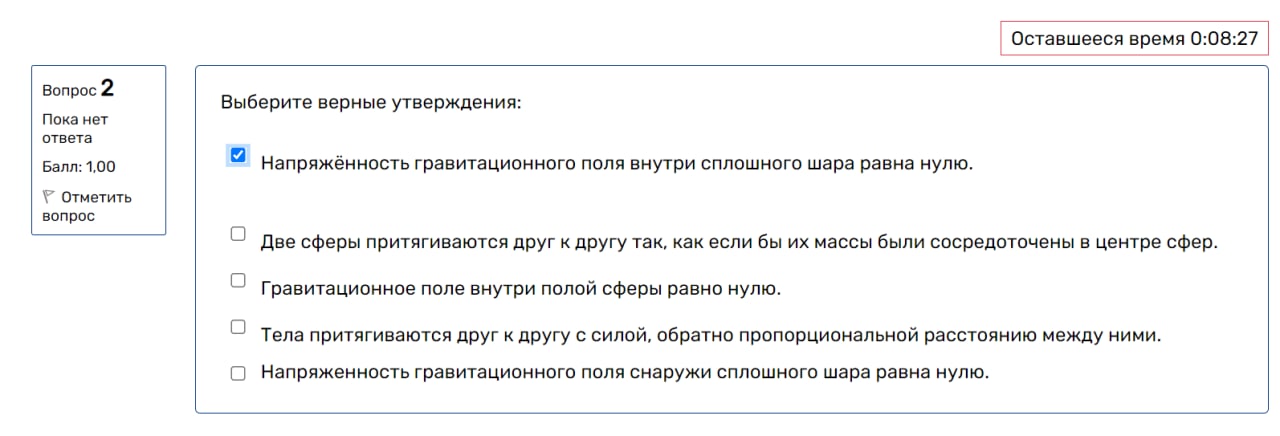 Оставшееся время 0:08:27
Вопрос 2
Пока нет
ответа
Балл: 1,00
Отметить
вопрос
Выберите верные утверждения:
Напряжённость гравитационного поля внутри сплошного шара равна нулю.
Две сферы притягиваются друг к другу так, как если бы их массы были сосредоточены в центре сфер.
Гравитационное поле внутри полой сферы равно нулю.
Тела притягиваются друг к другу с силой, обратно пропорциональной расстоянию между ними.
Напряженность гравитационного поля снаружи сплошного шара равна нулю.